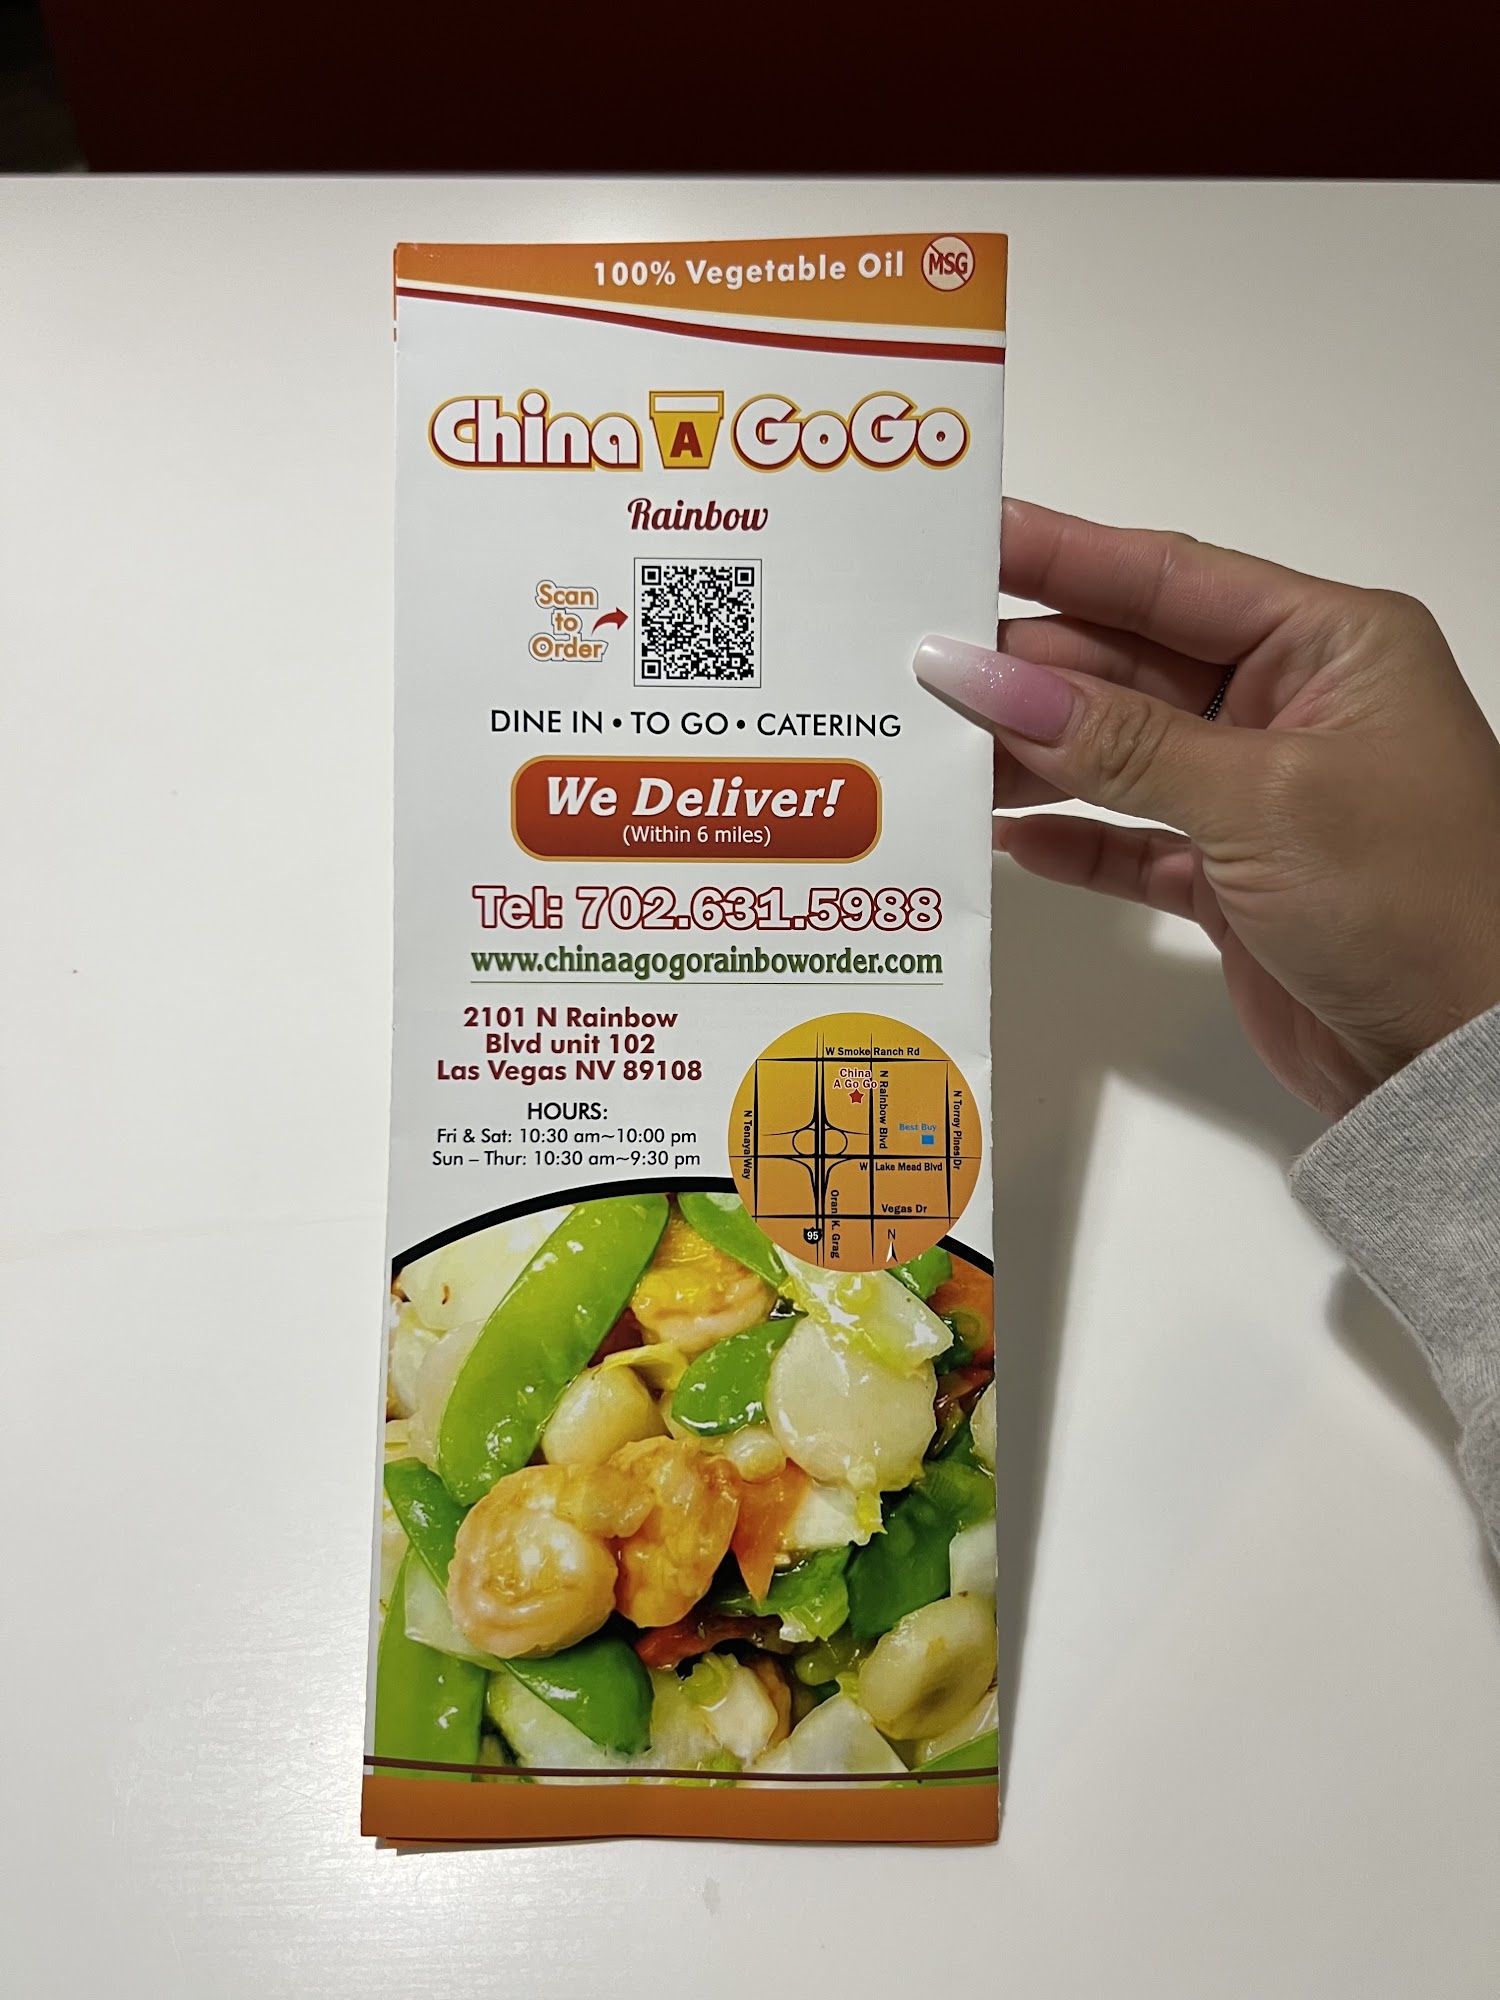 100% Vegetable Oil MSG
China A GoGo
Rainbow
Scan
to
Order
DINE IN • TO GO • CATERING
We Deliver!
(Within 6 miles)
Tel: 702.631.5988
www.chinaagogorainboworder.com
2101 N Rainbow
Blvd unit 102
Las Vegas NV 89108
HOURS:
Fri & Sat: 10:30 am~10:00 pm
Sun – Thur: 10:30 am~9:30 pm
W Smoke Ranch Rd
China
A Go Go
N Rainbow Blvd
N Torrey Pines Dr
N Tenaya Way
Best Buy
W Lake Mead Blvd
Oran K. Grag
Vegas Dr
95
N